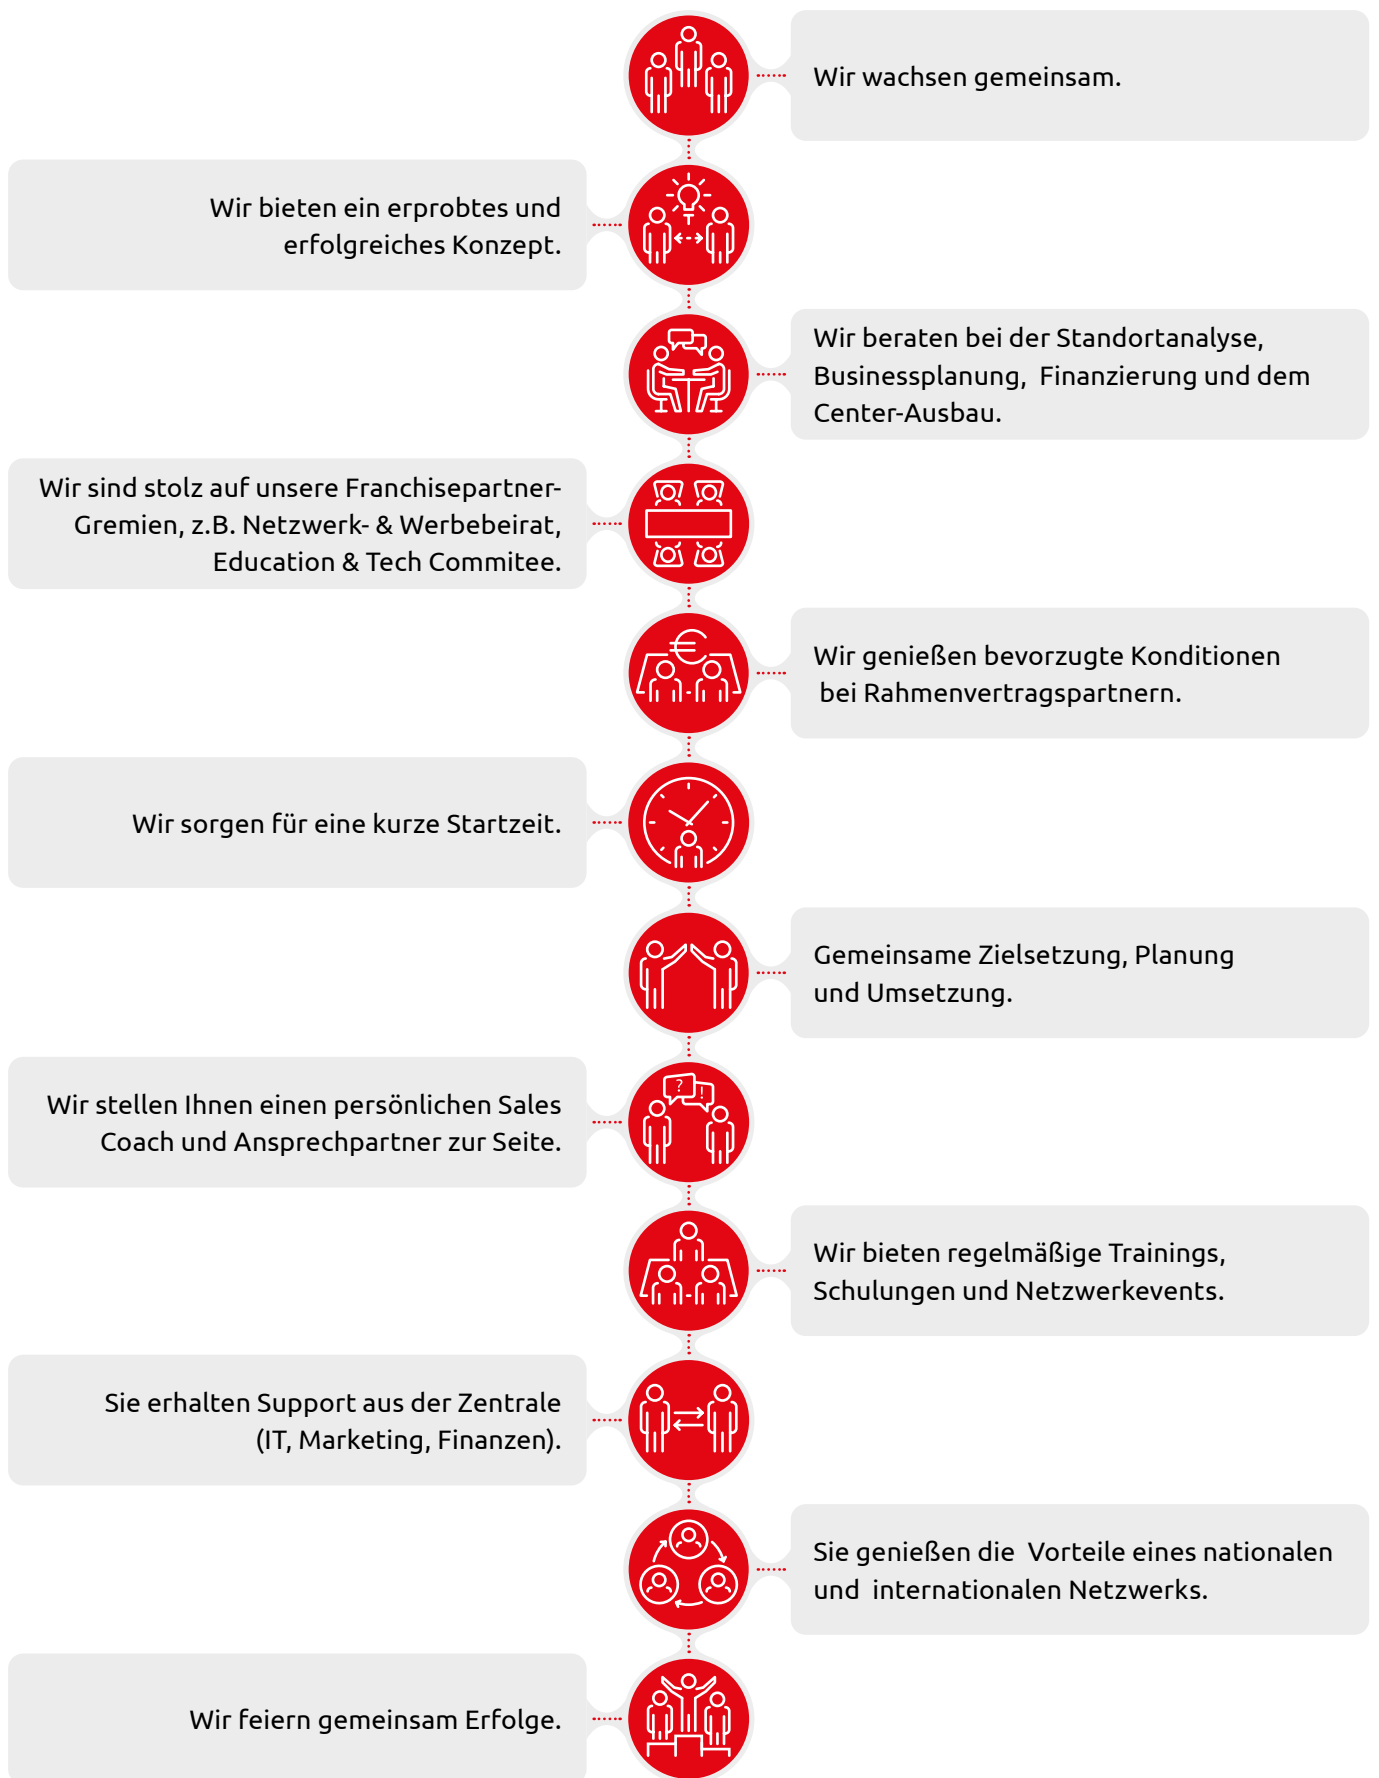 Wir wachsen gemeinsam.
Wir bieten ein erprobtes und
erfolgreiches Konzept.
Wir beraten bei der Standortanalyse,
Businessplanung,  Finanzierung und dem
Center-Ausbau.
Wir sind stolz auf unsere Franchisepartner-
Gremien, z.B. Netzwerk- & Werbebeirat,
Education & Tech Commitee.
€
Wir genießen bevorzugte Konditionen
bei Rahmenvertragspartnern.
Wir sorgen für eine kurze Startzeit.
Gemeinsame Zielsetzung, Planung
und Umsetzung.
? !
Wir stellen Ihnen einen persönlichen Sales
Coach und Ansprechpartner zur Seite.
Wir bieten regelmäßige Trainings,
Schulungen und Netzwerkevents.
Sie erhalten Support aus der Zentrale
(IT, Marketing, Finanzen).
Sie genießen die  Vorteile eines nationalen
und  internationalen Netzwerks.
Wir feiern gemeinsam Erfolge.